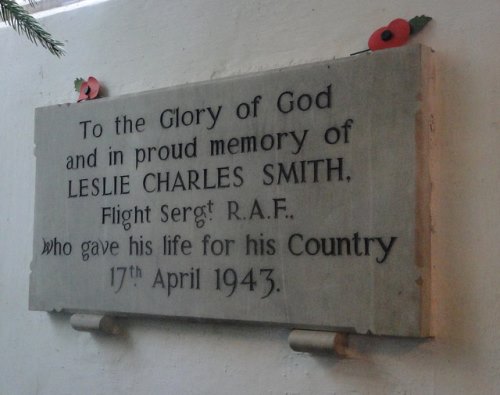 To the Glory of God
and in proud memory of
LESLIE CHARLES SMITH,
Flight Sergt R.A.F.,
who gave his life for his Country
17th April 1943.